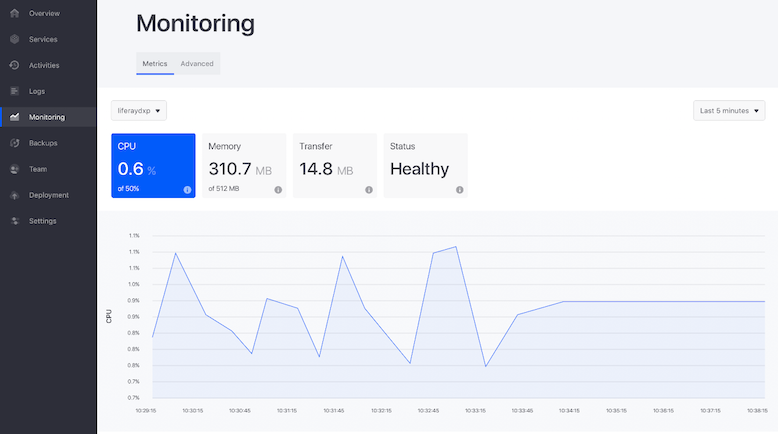 Overview
Services
Activities
Logs
Monitoring
Backups
Team
Deployment
Settings
Monitoring
Metrics Advanced
liferaydxp Last 5 minutes
CPU Memory Transfer Status
0.6 % 310.7 MB 14.8 MB Healthy
of 50% of 512 MB
1.1%
1.1%
1.1%
1.0%
0.9%
0.9%
0.8%
0.8%
0.8%
0.7%
0.7%
CPU
10:29:15 10:30:15 10:30:45 10:31:15 10:31:45 10:32:15 10:32:45 10:33:15 10:33:45 10:34:15 10:35:15 10:36:15 10:37:15 10:38:15